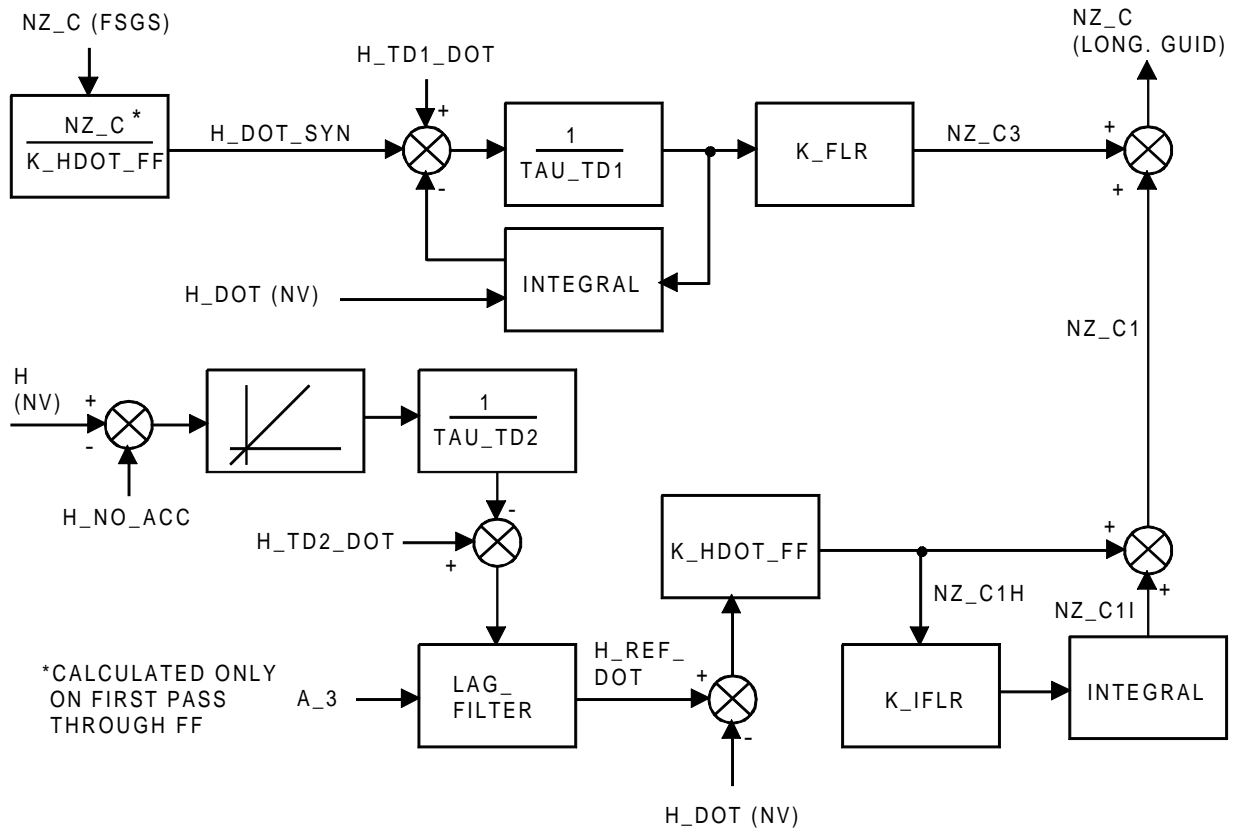 NZ_C (FSGS)
NZ_C *
K_HDOT_FF
H_DOT_SYN
H_TD1_DOT
+
-
1
TAU_TD1
K_FLR
NZ_C3
NZ_C
(LONG. GUID)
+
+
INTEGRAL
H_DOT (NV)
NZ_C1
H
(NV)
+
-
H_NO_ACC
1
TAU_TD2
-
H_TD2_DOT
+
K_HDOT_FF
+
NZ_C1H
NZ_C1I
+
*CALCULATED ONLY
ON FIRST PASS
THROUGH FF
A_3
LAG_
FILTER
H_REF_
DOT
+
-
K_IFLR
INTEGRAL
H_DOT (NV)